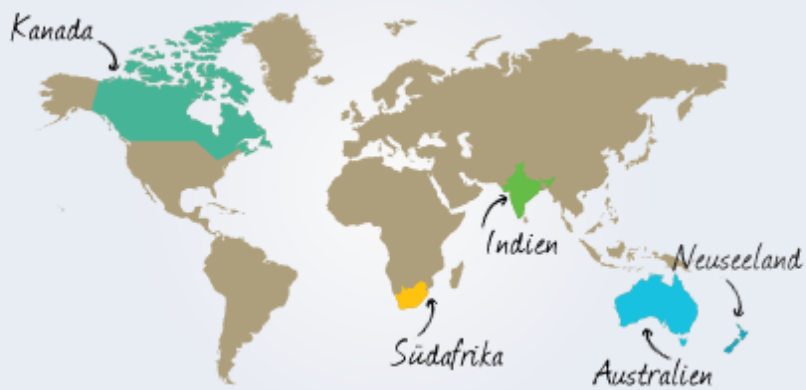 Kanada
Indien
Neuseeland
Südafrika
Australien